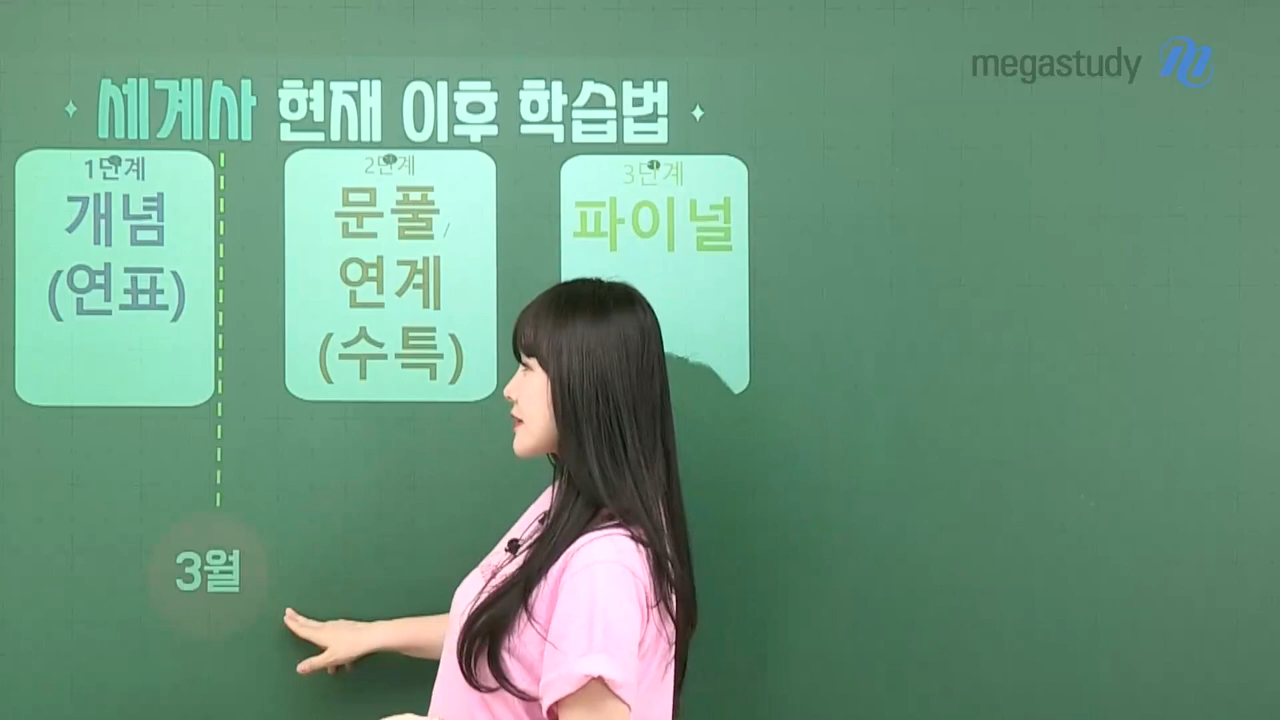 megastudy
세계사 현재 이후 학습법
1단계
개념
(연표)
2단계
문풀/
연계
(수특)
3단계
파이널
3월